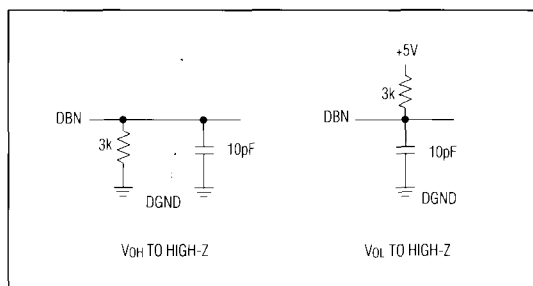 +5V
3k
DBN
3k
10pF
DGND
DBN
10pF
DGND
VOH TO HIGH-Z
VOL TO HIGH-Z